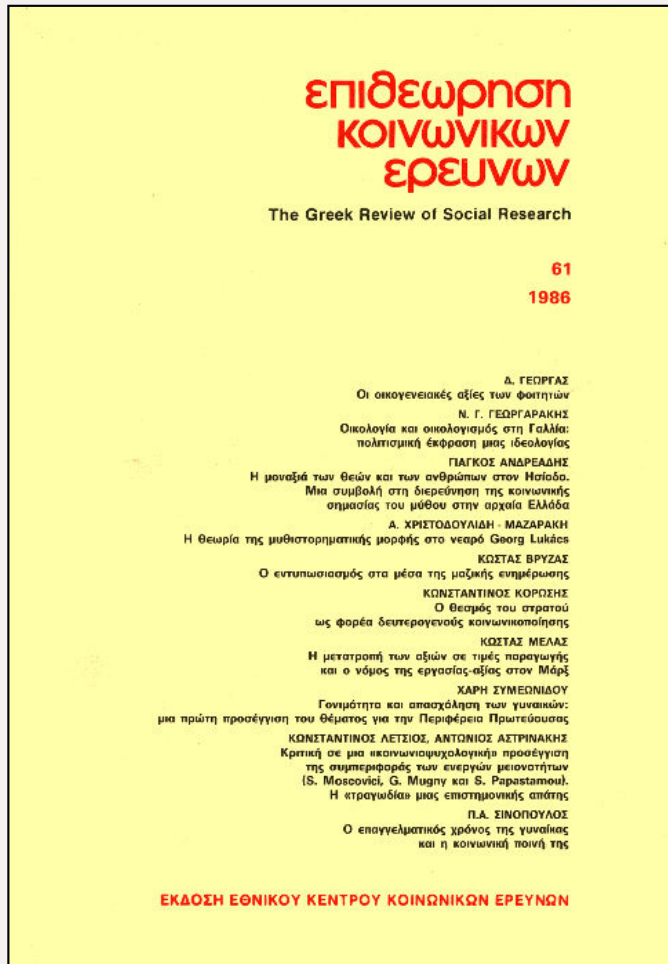 επιθεωρηση
κοινωνικων
ερευνων
The Greek Review of Social Research
61
1986
Δ. ΓΕΩΡΓΑΣ
Οι οικογενειακές αξίες των φοιτητών
Ν. Γ. ΓΕΩΡΓΑΡΑΚΗΣ
Οικολογία και οικολογισμός στη Γαλλία:
πολιτισμική έκφραση μιας ιδεολογίας
ΓΙΑΓΚΟΣ ΑΝΔΡΕΑΔΗΣ
Η μοναξιά των θεών και των ανθρώπων στον Ησίοδο.
Μια συμβολή στη διερεύνηση της κοινωνικής
σημασίας του μύθου στην αρχαία Ελλάδα
Α. ΧΡΙΣΤΟΔΟΥΛΙΔΗ - ΜΑΖΑΡΑΚΗ
Η θεωρία της μυθιστορηματικής μορφής στο νεαρό Georg Lukács
ΚΩΣΤΑΣ ΒΡΥΖΑΣ
Ο εντυπωσιασμός στα μέσα της μαζικής ενημέρωσης
ΚΩΝΣΤΑΝΤΙΝΟΣ ΚΟΡΩΣΗΣ
Ο θεσμός του στρατού
ως φορέα δευτερογενούς κοινωνικοποίησης
ΚΩΣΤΑΣ ΜΕΛΑΣ
Η μετατροπή των αξιών σε τιμές παραγωγής
και ο νόμος της εργασίας-αξίας στον Μάρξ
ΧΑΡΗ ΣΥΜΕΩΝΙΔΟΥ
Γονιμότητα και απασχόληση των γυναικών:
μια πρώτη προσέγγιση του θέματος για την Περιφέρεια Πρωτεύουσας
ΚΩΝΣΤΑΝΤΙΝΟΣ ΛΕΤΣΙΟΣ, ΑΝΤΩΝΙΟΣ ΑΣΤΡΙΝΑΚΗΣ
Κριτική σε μια «κοινωνιοψυχολογική» προσέγγιση
της συμπεριφοράς των ενεργών μειονοτήτων
(S. Moscovici, G. Mugny και S. Papastamou).
Η «τραγωδία» μιας επιστημονικής απάτης
Π.Α. ΣΙΝΟΠΟΥΛΟΣ
Ο επαγγελματικός χρόνος της γυναίκας
και η κοινωνική ποινή της
ΕΚΔΟΣΗ ΕΘΝΙΚΟΥ ΚΕΝΤΡΟΥ ΚΟΙΝΩΝΙΚΩΝ ΕΡΕΥΝΩΝ